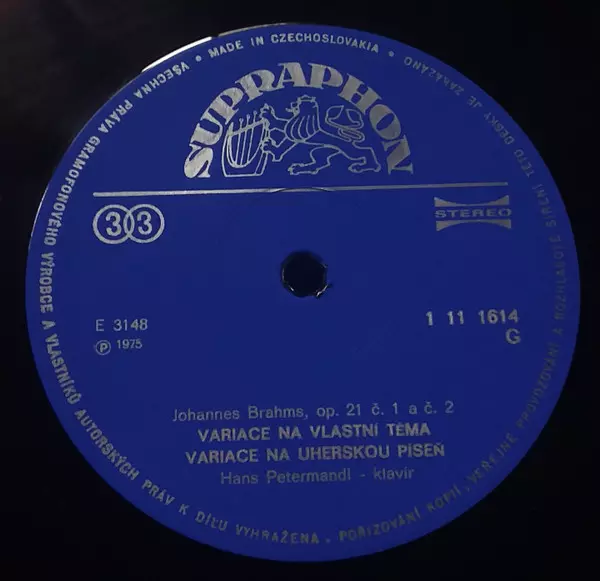 VŠECHNA PRÁVA GRAMOFONOVÉHO VÝROBCE A VLASTNÍKŮ AUTORSKÝCH PRÁV K DÍLU VYHRAŽENA • POŘIZOVÁNÍ KOPIÍ, VEŘEJNÉ PROVOZOVÁNÍ A ROZHLASOVÉ ŠÍŘENÍ TÉTO DESKY JE ZAKÁZÁNO • MADE IN CZECHOSLOVAKIA •
SUPRAPHON
33
STEREO
E 3148
1 11 1614
℗ 1975
G
Johannes Brahms, op. 21 č. 1 a č. 2
VARIACE NA VLASTNÍ TÉMA
VARIACE NA UHERSKOU PÍSEŇ
Hans Petermandl - klavír